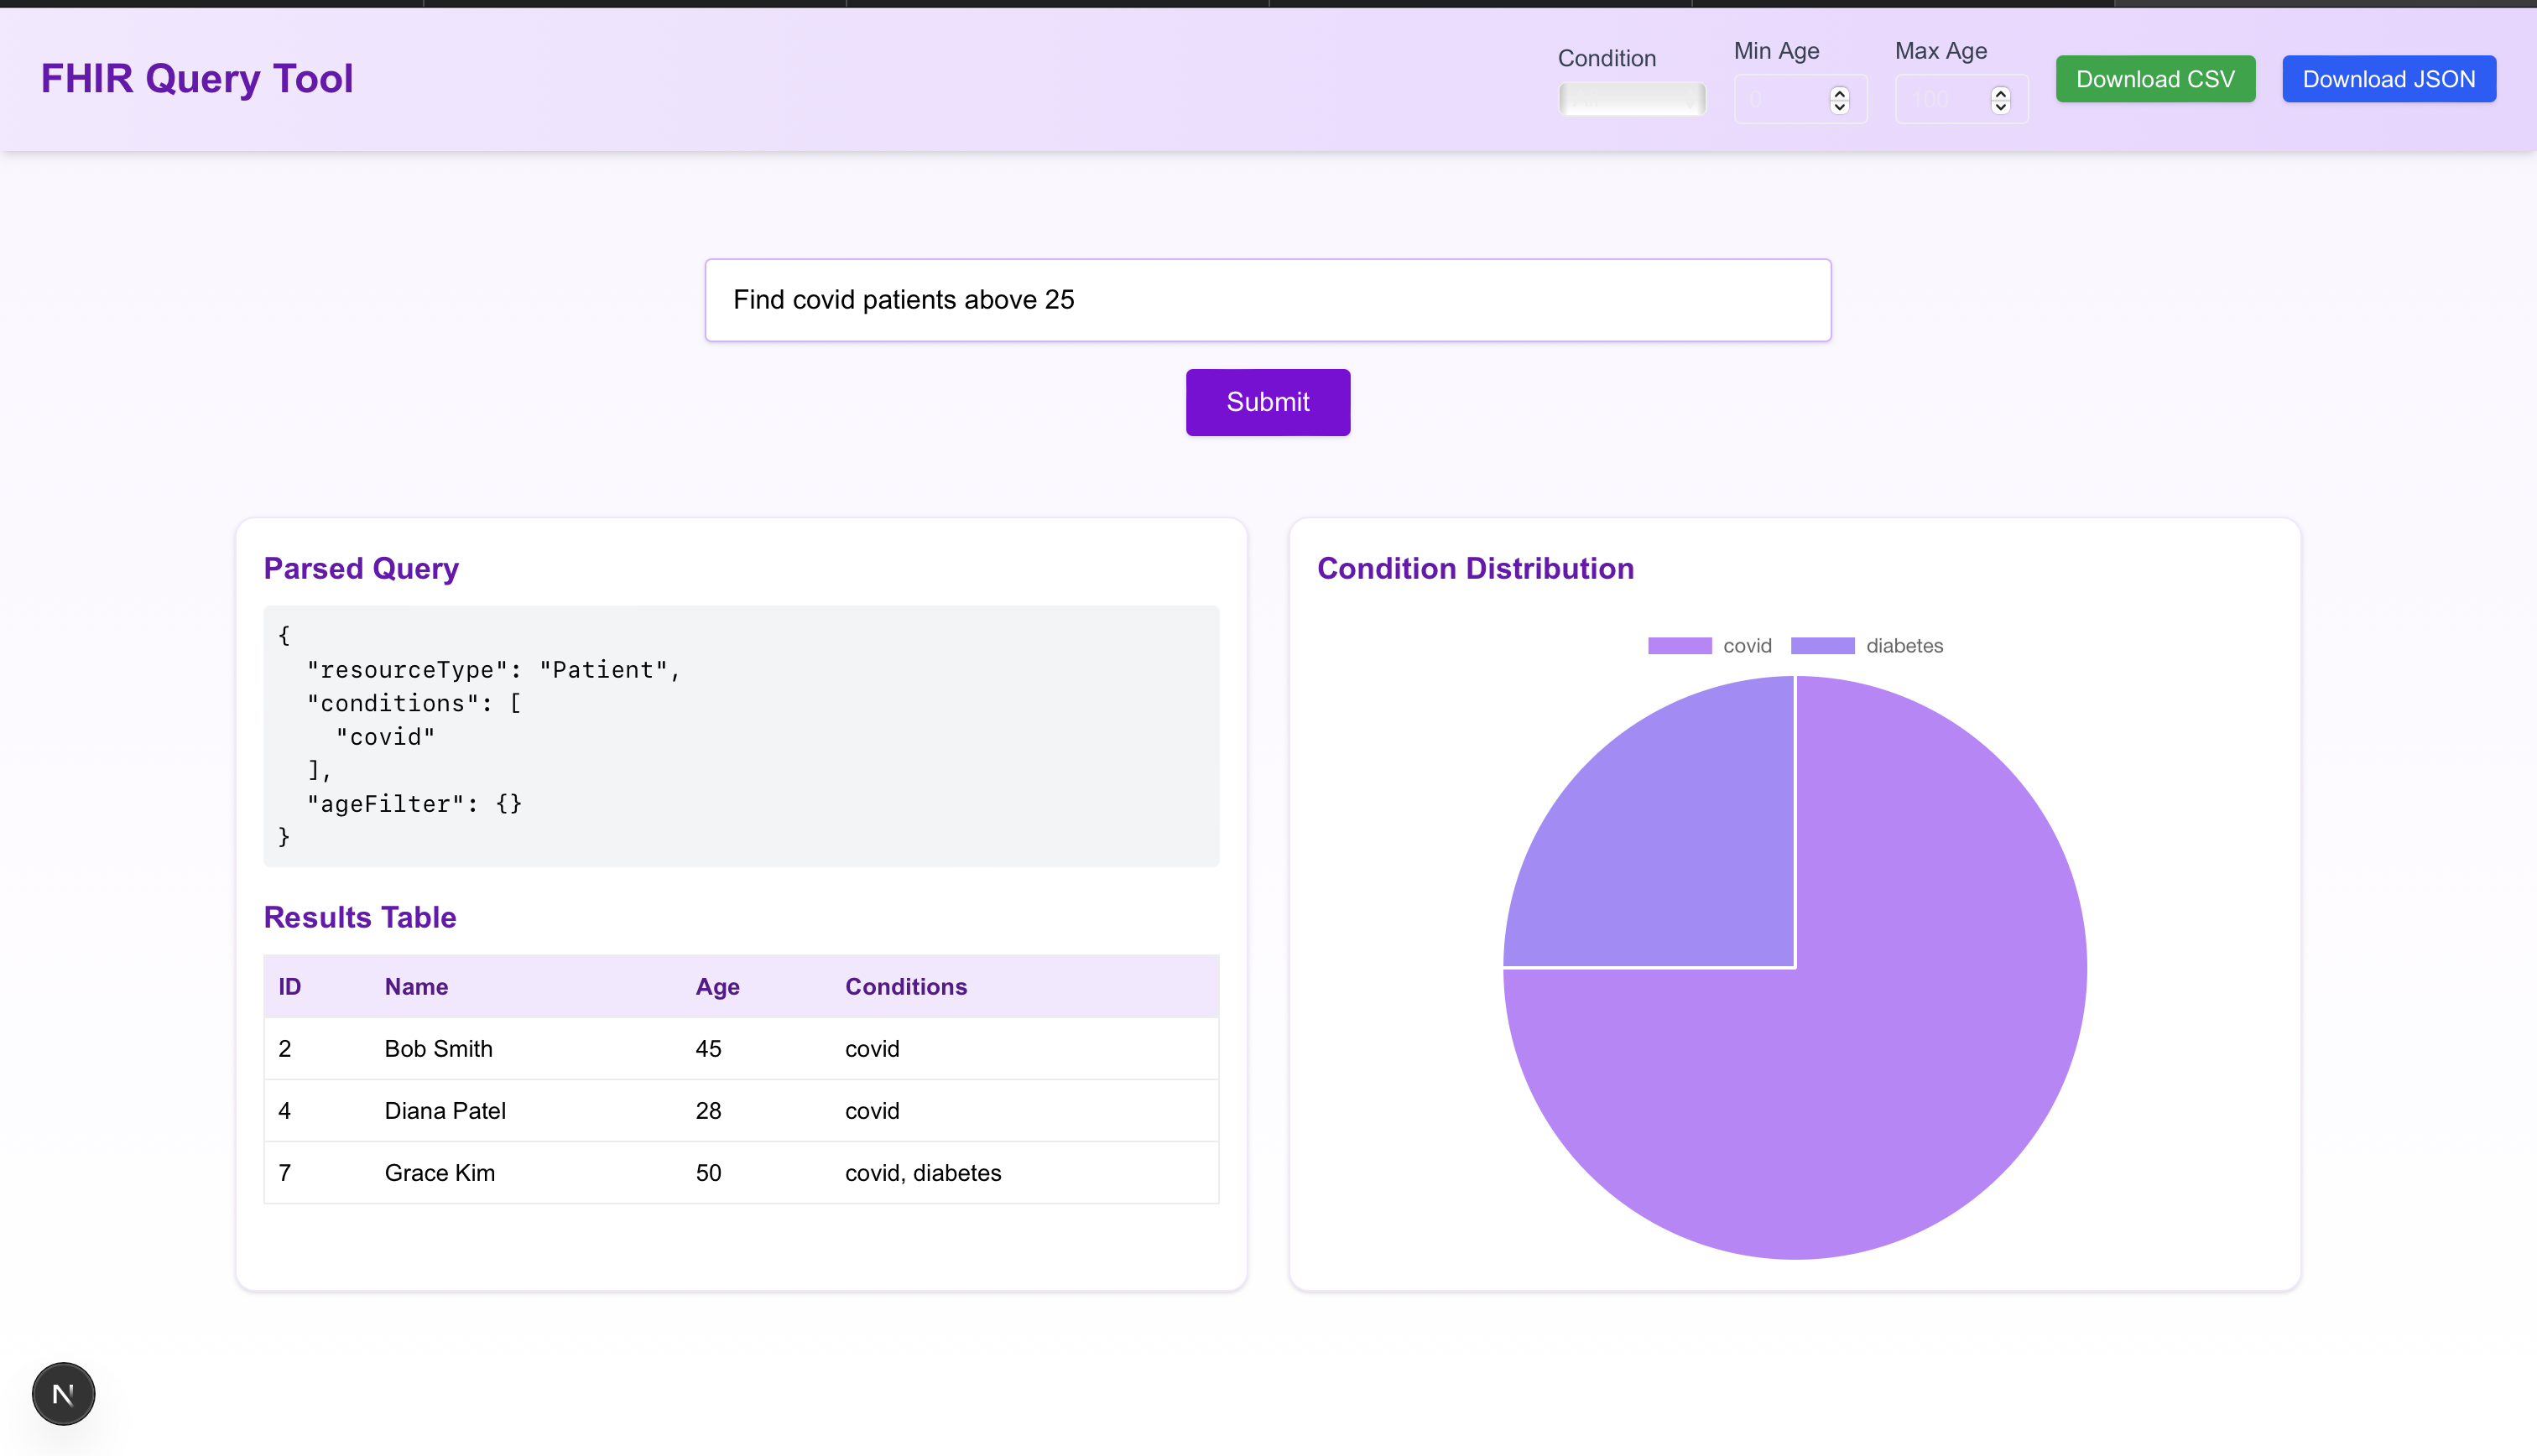 FHIR Query Tool
Condition
Min Age
0
Max Age
100
Download CSV
Download JSON
Find covid patients above 25
Submit
Parsed Query
{
  "resourceType": "Patient",
  "conditions": [
    "covid"
  ],
  "ageFilter": {}
}
Results Table
ID Name Age Conditions
2 Bob Smith 45 covid
4 Diana Patel 28 covid
7 Grace Kim 50 covid, diabetes
Condition Distribution
covid diabetes
N